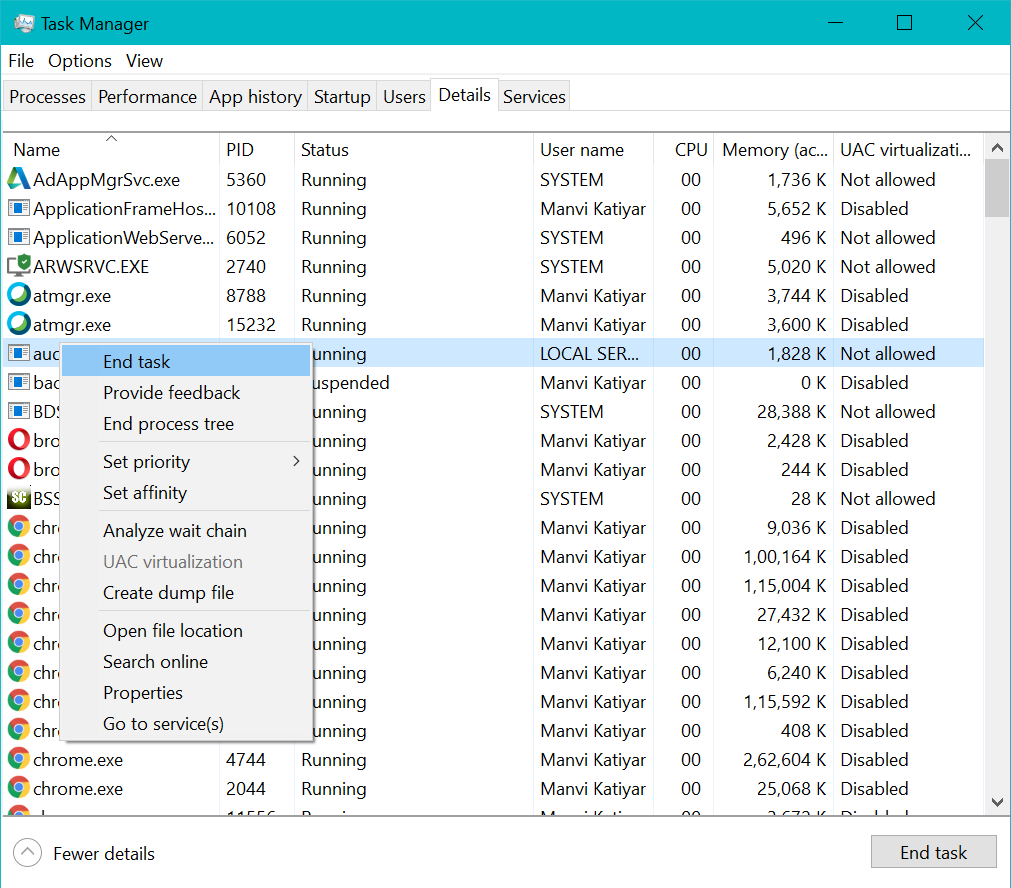 Task Manager
File Options View
Processes Performance App history Startup Users Details Services
Name PID Status User name CPU Memory (ac... UAC virtualizati...
AdAppMgrSvc.exe 5360 Running SYSTEM 00 1,736 K Not allowed
ApplicationFrameHos... 10108 Running Manvi Katiyar 00 5,652 K Disabled
ApplicationWebServe... 6052 Running SYSTEM 00 496 K Not allowed
ARWSRVC.EXE 2740 Running SYSTEM 00 5,020 K Not allowed
atmgr.exe 8788 Running Manvi Katiyar 00 3,744 K Disabled
atmgr.exe 15232 Running Manvi Katiyar 00 3,600 K Disabled
unning LOCAL SER... 00 1,828 K Not allowed
uspended Manvi Katiyar 00 0 K Disabled
BDS unning SYSTEM 00 28,388 K Not allowed
bro unning Manvi Katiyar 00 2,428 K Disabled
bro unning Manvi Katiyar 00 244 K Disabled
SC BSS unning SYSTEM 00 28 K Not allowed
chr unning Manvi Katiyar 00 9,036 K Disabled
chr unning Manvi Katiyar 00 1,00,164 K Disabled
chr unning Manvi Katiyar 00 1,15,004 K Disabled
chr unning Manvi Katiyar 00 27,432 K Disabled
chr unning Manvi Katiyar 00 12,100 K Disabled
chr unning Manvi Katiyar 00 6,240 K Disabled
chr unning Manvi Katiyar 00 1,15,592 K Disabled
chr unning Manvi Katiyar 00 408 K Disabled
chrome.exe 4744 Running Manvi Katiyar 00 2,62,604 K Disabled
chrome.exe 2044 Running Manvi Katiyar 00 25,068 K Disabled
End task
Provide feedback
End process tree
Set priority
Set affinity
Analyze wait chain
UAC virtualization
Create dump file
Open file location
Search online
Properties
Go to service(s)
Fewer details End task